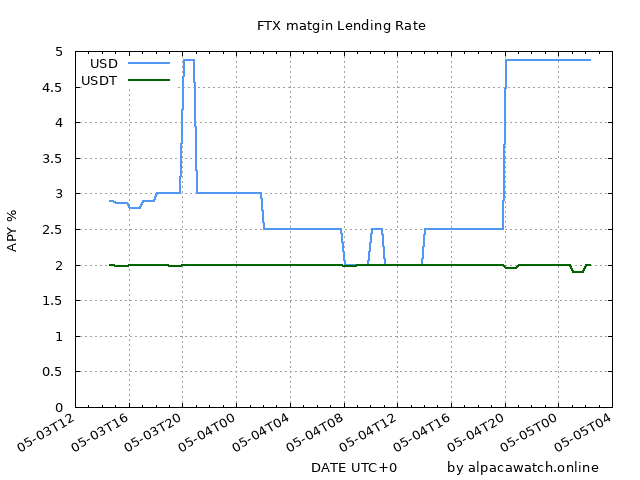 FTX matgin Lending Rate
USD
USDT
5
4.5
4
3.5
3
2.5
2
1.5
1
0.5
0
APY %
05-03T12
05-03T16
05-03T20
05-04T00
05-04T04
05-04T08
05-04T12
05-04T16
05-04T20
05-05T00
05-05T04
DATE UTC+0
by alpacawatch.online